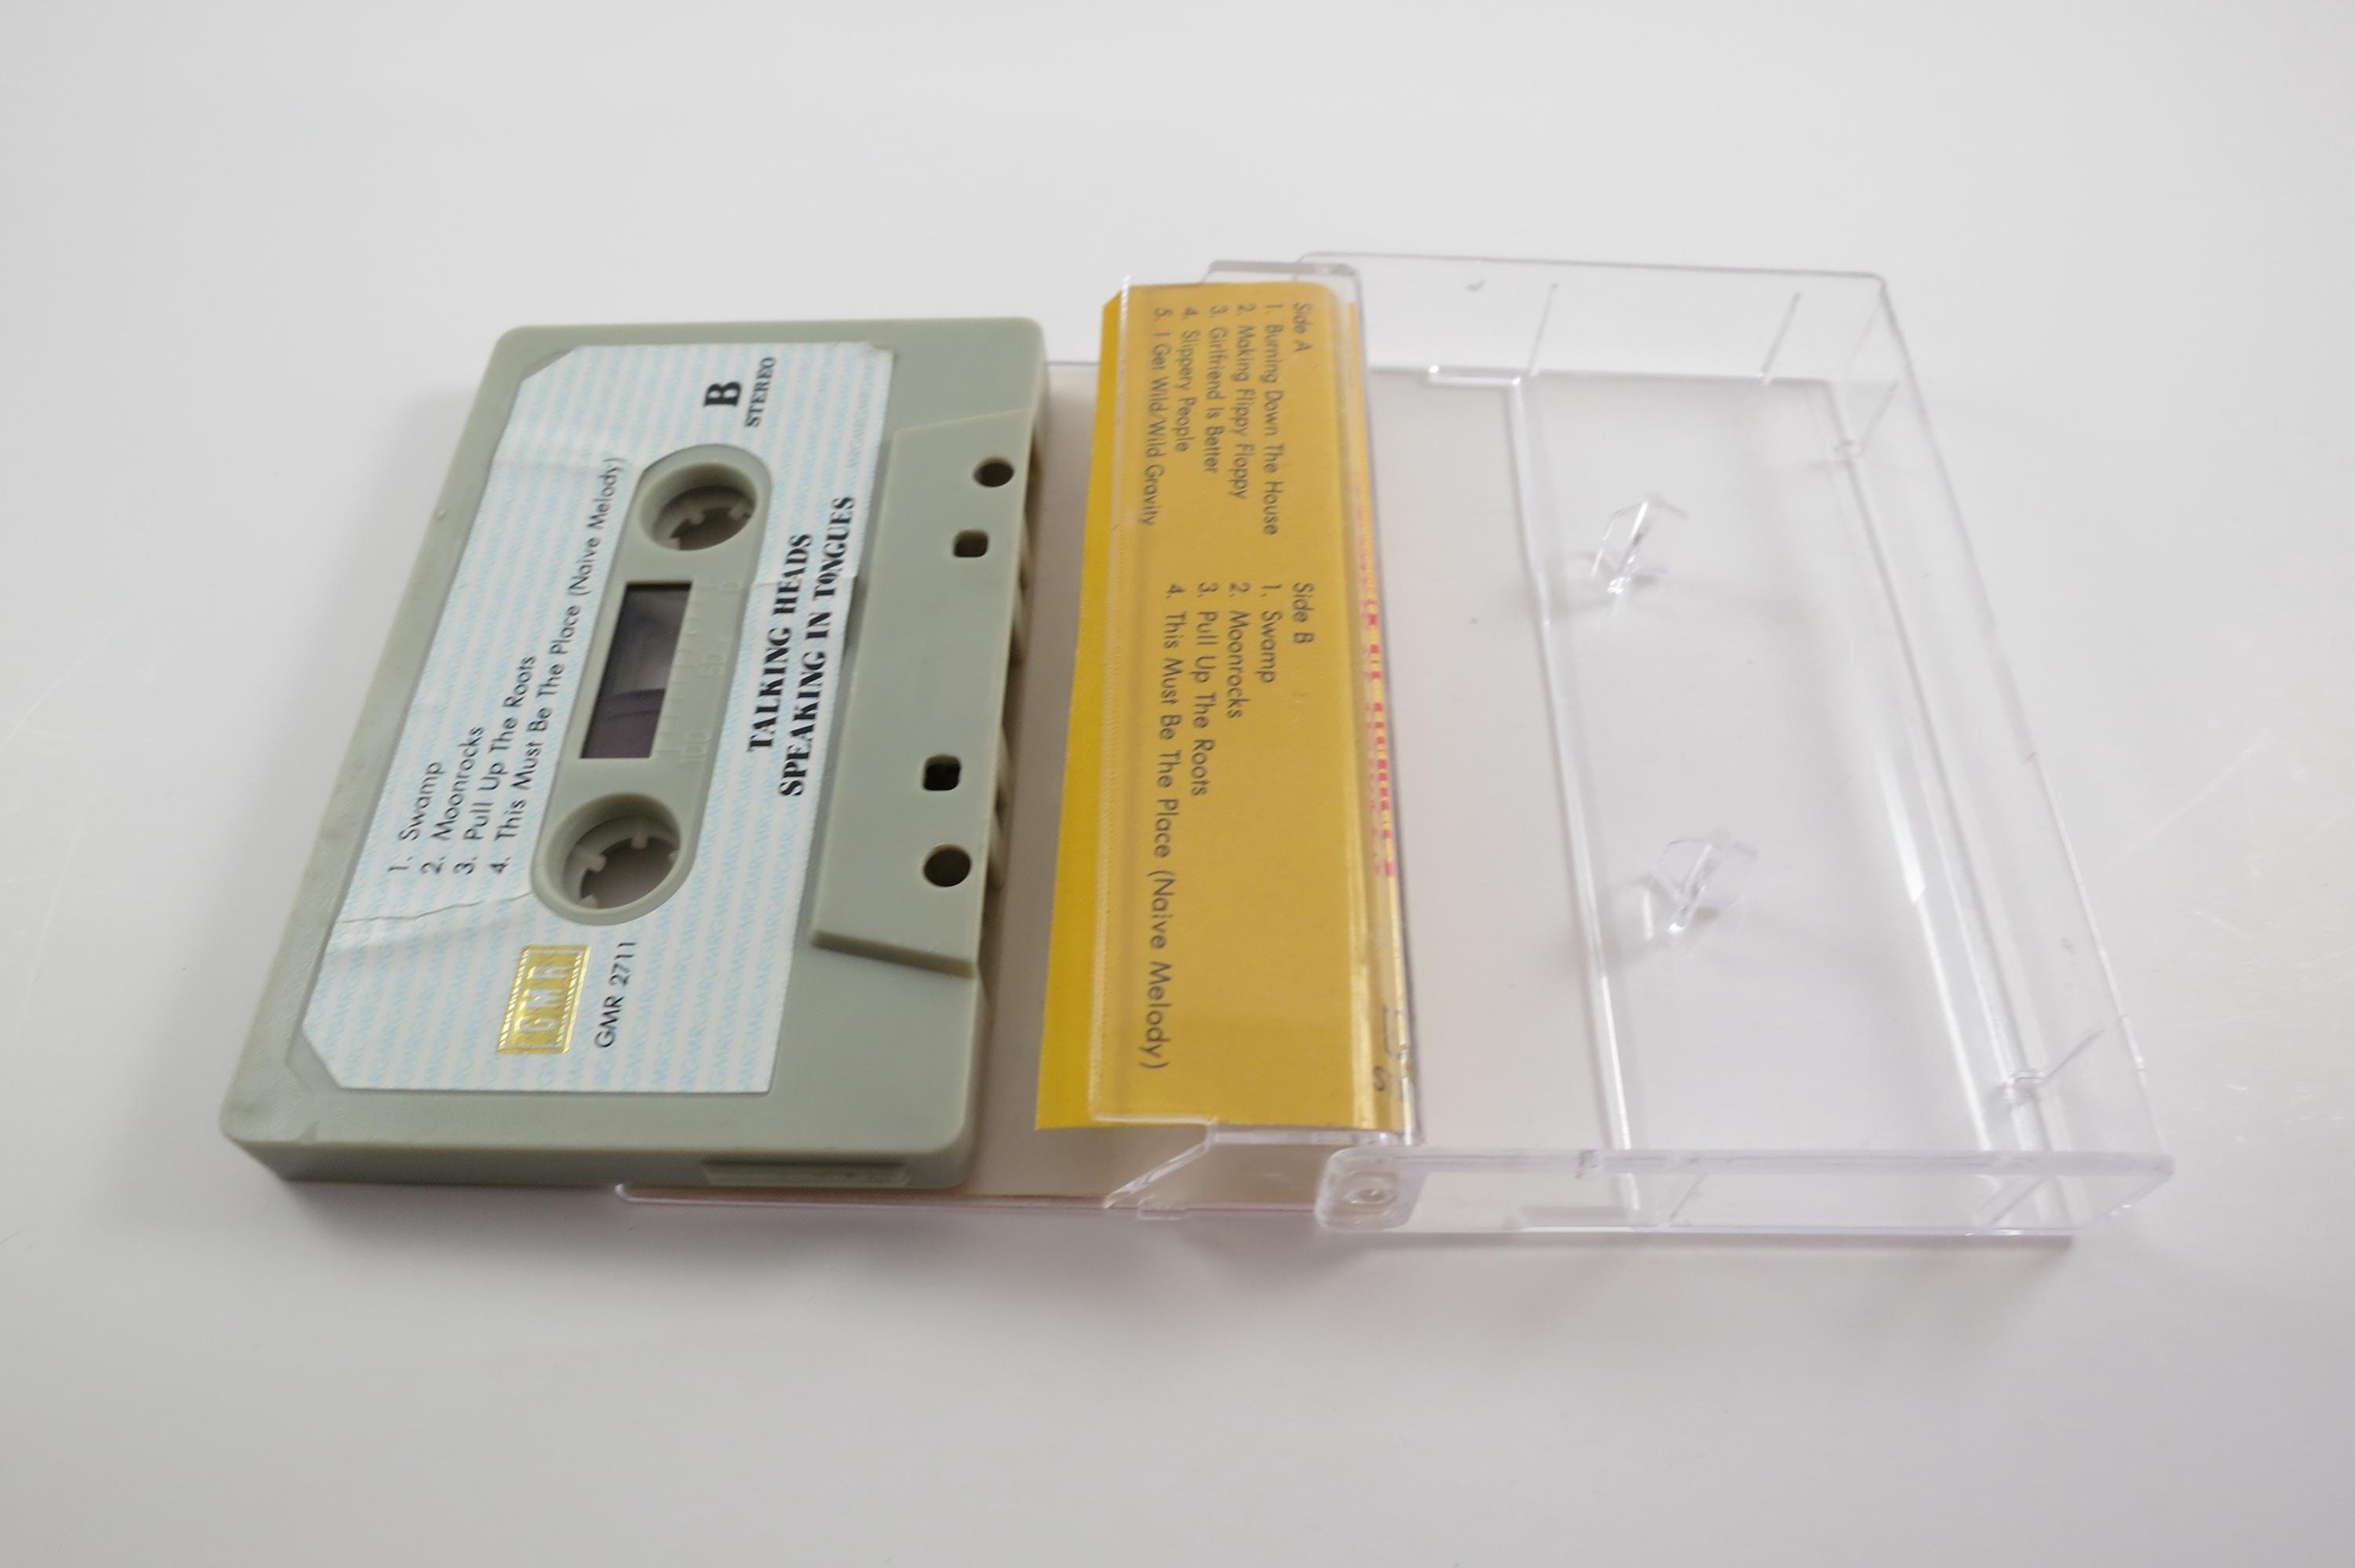 B
STEREO
1. Swamp
2. Moonrocks
3. Pull Up The Roots
4. This Must Be The Place (Naive Melody)
GMR
GMR 2711
TALKING HEADS
SPEAKING IN TONGUES
100 50 0
Side A
1. Burning Down The House
2. Making Flippy Floppy
3. Girlfriend Is Better
4. Slippery People
5. I Get Wild/Wild Gravity
Side B
1. Swamp
2. Moonrocks
3. Pull Up The Roots
4. This Must Be The Place (Naive Melody)